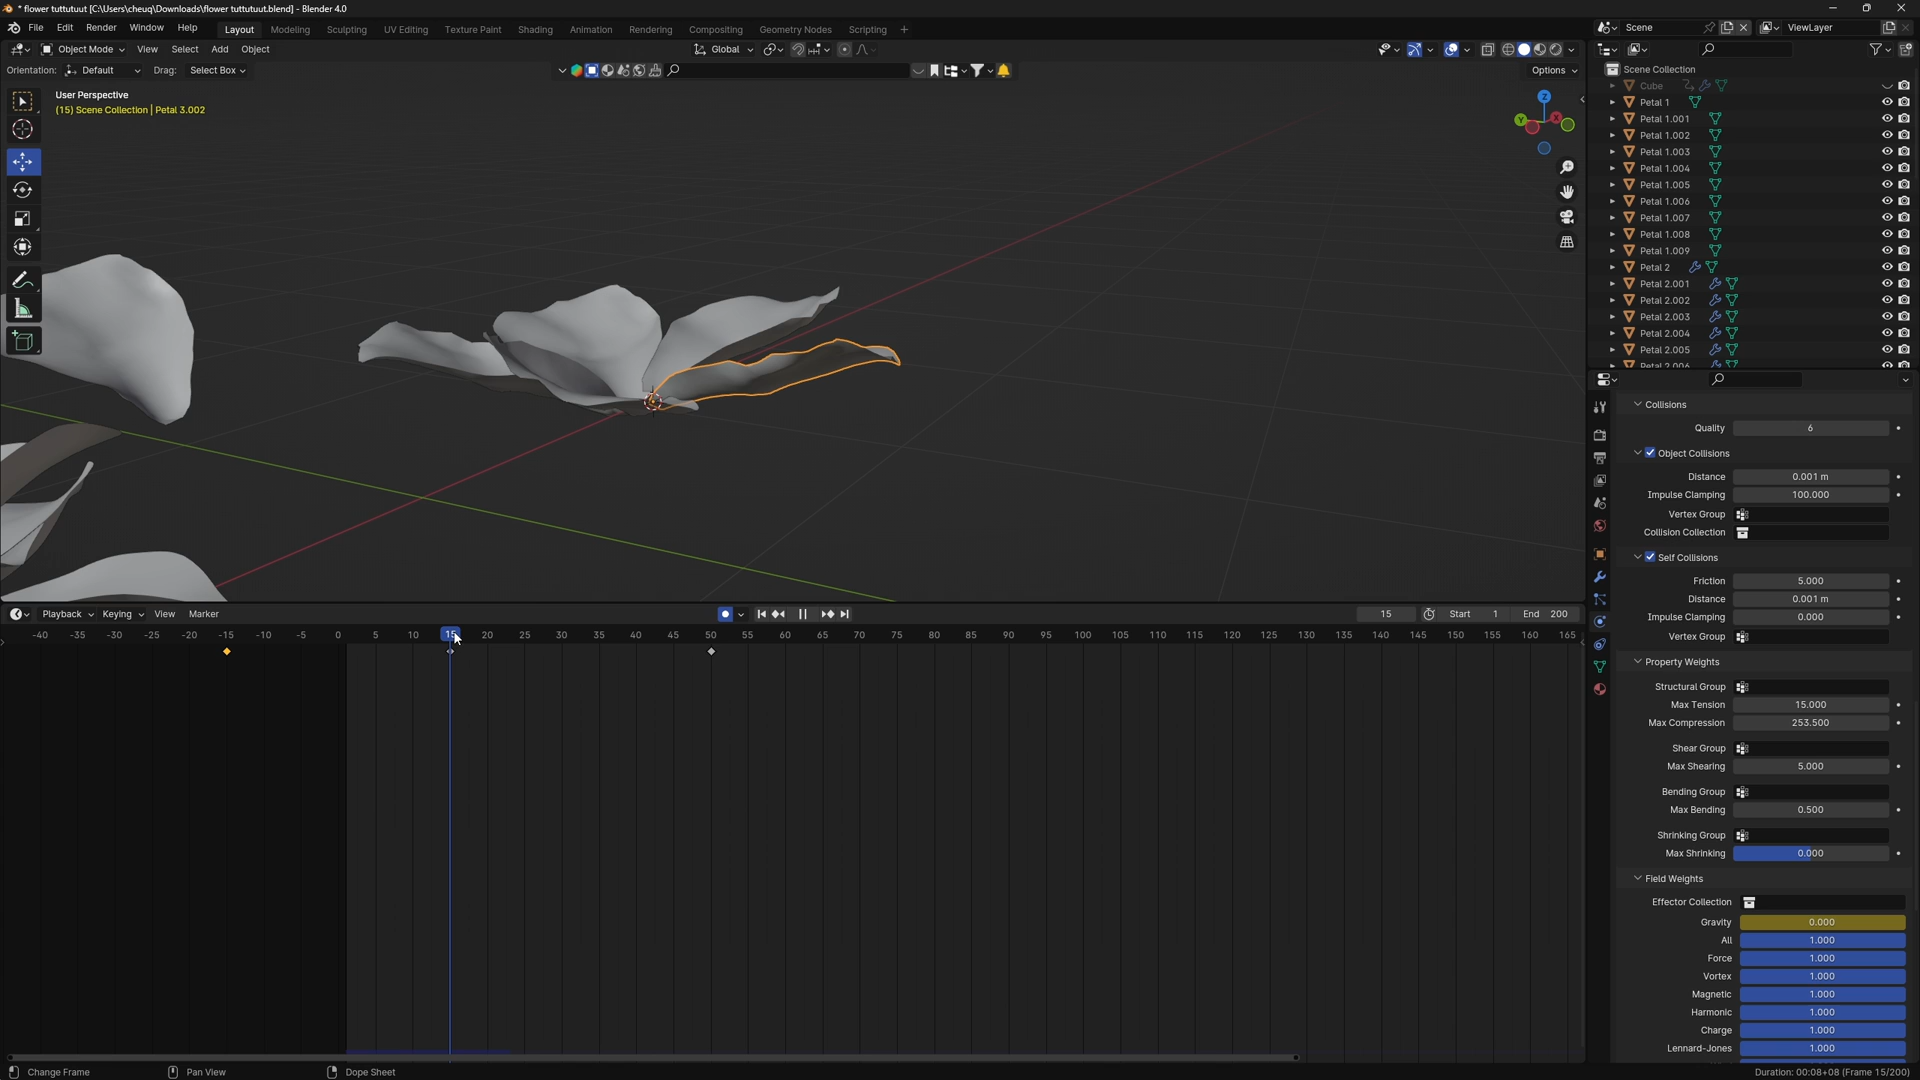 * flower tuttutuut [C:\Users\cheuq\Downloads\flower tuttutuut.blend] - Blender 4.0
File Edit Render Window Help Layout Modeling Sculpting UV Editing Texture Paint Shading Animation Rendering Compositing Geometry Nodes Scripting + Scene ViewLayer
Object Mode View Select Add Object Global
Orientation: Default Drag: Select Box Options
User Perspective
(15) Scene Collection | Petal 3.002
Z
Y
X
Scene Collection
Cube
Petal 1
Petal 1.001
Petal 1.002
Petal 1.003
Petal 1.004
Petal 1.005
Petal 1.006
Petal 1.007
Petal 1.008
Petal 1.009
Petal 2
Petal 2.001
Petal 2.002
Petal 2.003
Petal 2.004
Petal 2.005
Petal 2.006
Collisions
Quality 6
Object Collisions
Distance 0.001 m
Impulse Clamping 100.000
Vertex Group
Collision Collection
Self Collisions
Friction 5.000
Distance 0.001 m
Impulse Clamping 0.000
Vertex Group
Property Weights
Structural Group
Max Tension 15.000
Max Compression 253.500
Shear Group
Max Shearing 5.000
Bending Group
Max Bending 0.500
Shrinking Group
Max Shrinking 0.000
Field Weights
Effector Collection
Gravity 0.000
All 1.000
Force 1.000
Vortex 1.000
Magnetic 1.000
Harmonic 1.000
Charge 1.000
Lennard-Jones 1.000
Playback Keying View Marker 15 Start 1 End 200
-40 -35 -30 -25 -20 -15 -10 -5 0 5 10 15 20 25 30 35 40 45 50 55 60 65 70 75 80 85 90 95 100 105 110 115 120 125 130 135 140 145 150 155 160 165
Change Frame Pan View Dope Sheet Duration: 00:08+08 (Frame 15/200)